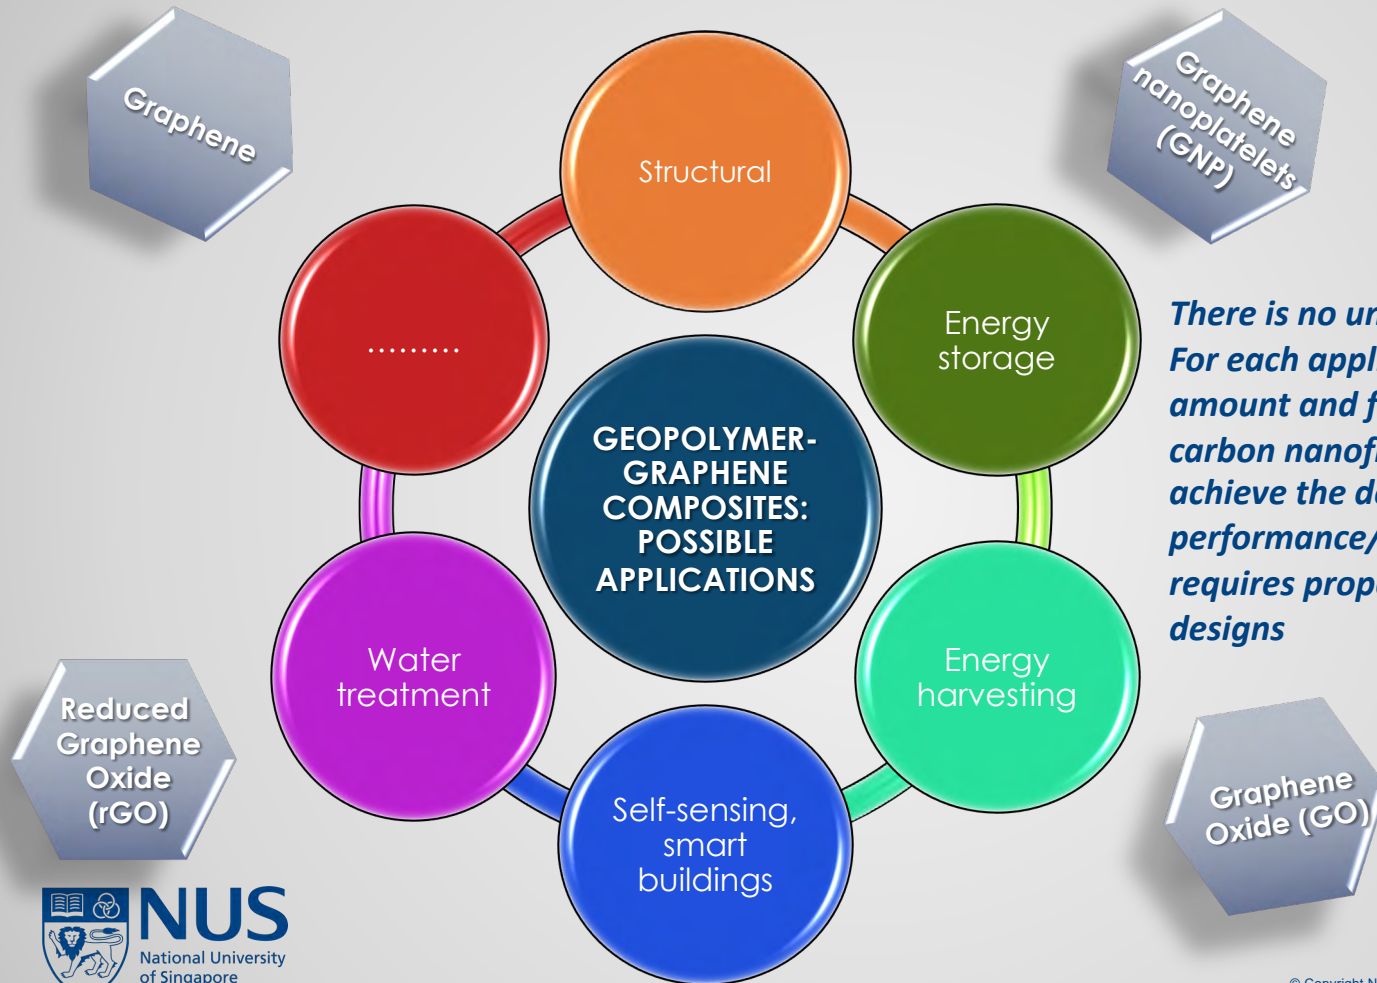 Graphene
Graphene
nanoplatelets
(GNP)
Structural
Energy
storage
.........
GEOPOLYMER-
GRAPHENE
COMPOSITES:
POSSIBLE
APPLICATIONS
There is no
For each
amount and
carbon
achieve the
performance/
requires
designs
Water
treatment
Energy
harvesting
Self-sensing,
smart
buildings
Reduced
Graphene
Oxide
(rGO)
Graphene
Oxide (GO)
NUS
National University
of Singapore
© Copyright